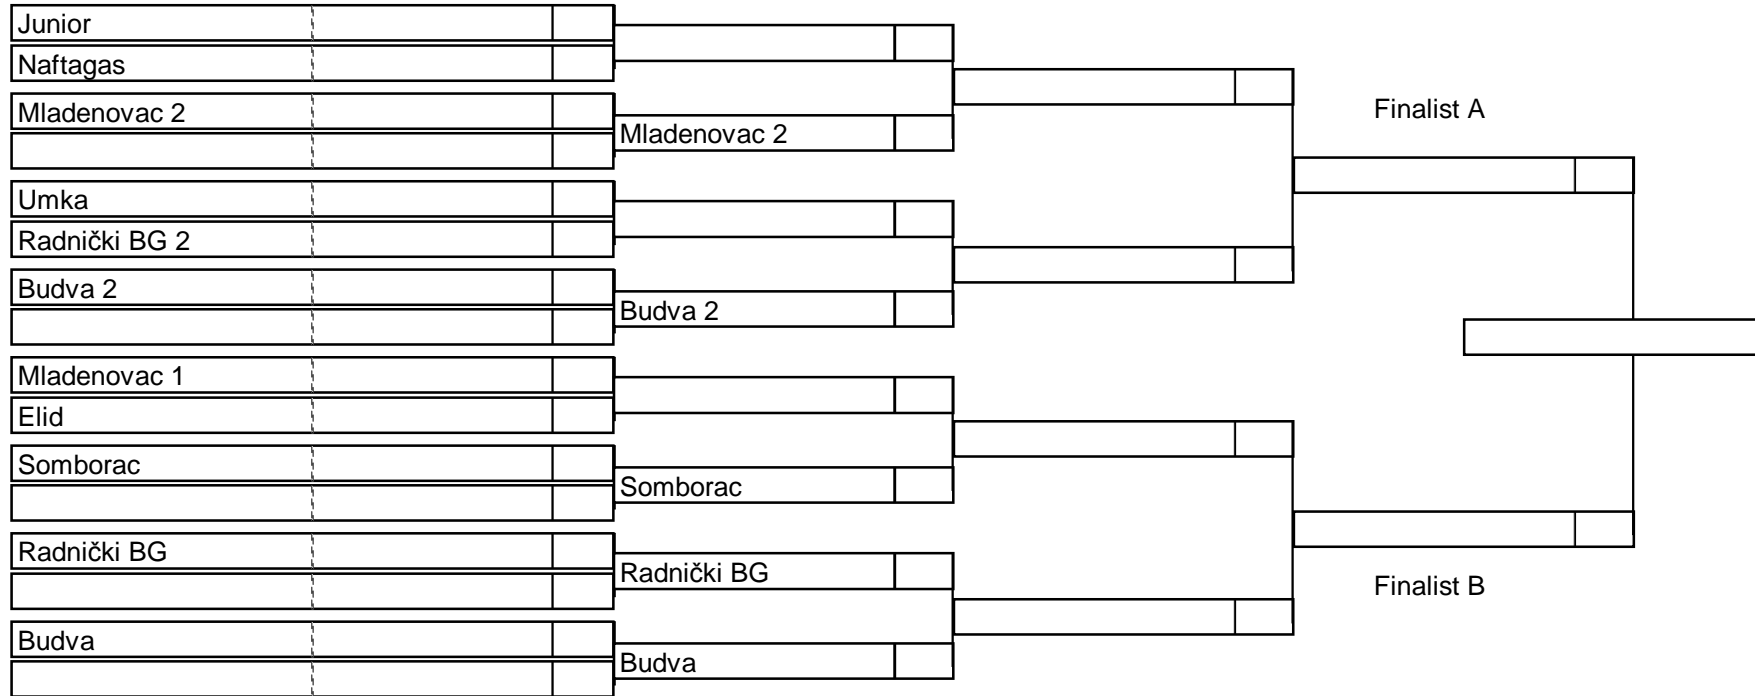 Junior
Naftagas
Mladenovac 2
Mladenovac 2
Umka
Radnički BG 2
Budva 2
Budva 2
Mladenovac 1
Elid
Somborac
Somborac
Radnički BG
Radnički BG
Budva
Budva
Finalist A
Finalist B